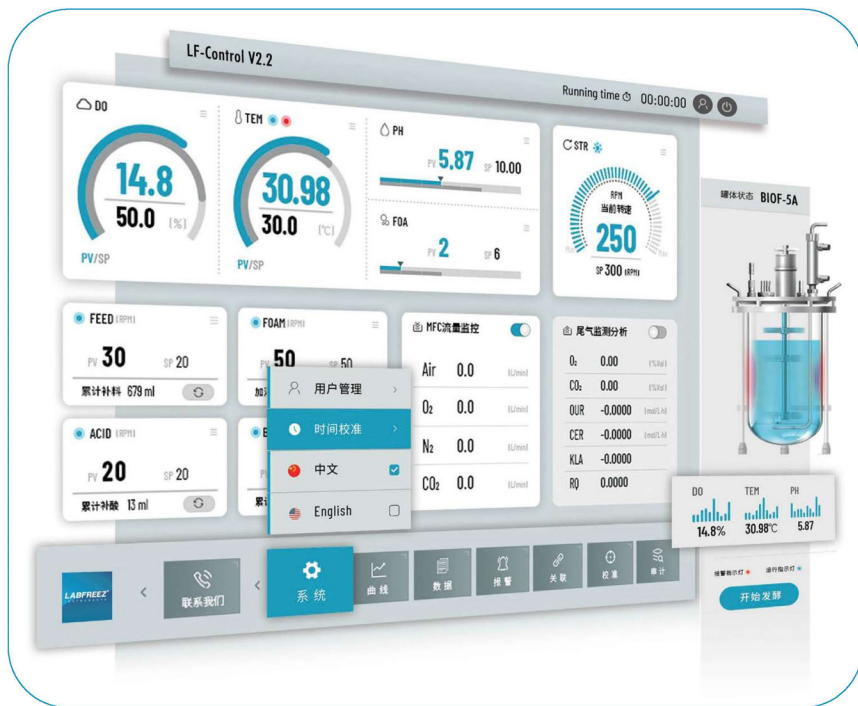 LF-Control V2.2
Running time 00:00:00
DO
14.8
50.0 [%]
PV/SP
TEM
30.98
30.0 [℃]
PV/SP
PH
PV 5.87 SP 10.00
FOA
PV 2 SP 6
STR
RPM
当前转速
250
Min Max
SP 300 (RPM)
罐体状态 BIOF-5A
FEED (RPM)
PV 30 SP 20
累计补料 679 ml
FOAM (RPM)
PV 50 SP 50
MFC流量监控
Air 0.0 [L/min]
O₂ 0.0 [L/min]
N₂ 0.0 [L/min]
CO₂ 0.0 [L/min]
尾气监测分析
O₂ 0.00 [%Vol]
CO₂ 0.00 [%Vol]
OUR -0.0000 [mol/L·h]
CER -0.0000 [mol/L·h]
KLA -0.0000
RQ 0.0000
ACID (RPM)
PV 20 SP 20
累计补酸 13 ml
用户管理
时间校准
中文
English
DO
14.8%
TEM
30.98℃
PH
5.87
报警指示灯 运行指示灯
开始发酵
LABFREEZ
INSTRUMENTS
联系我们
系统
曲线
数据
报警
关联
校准
审计